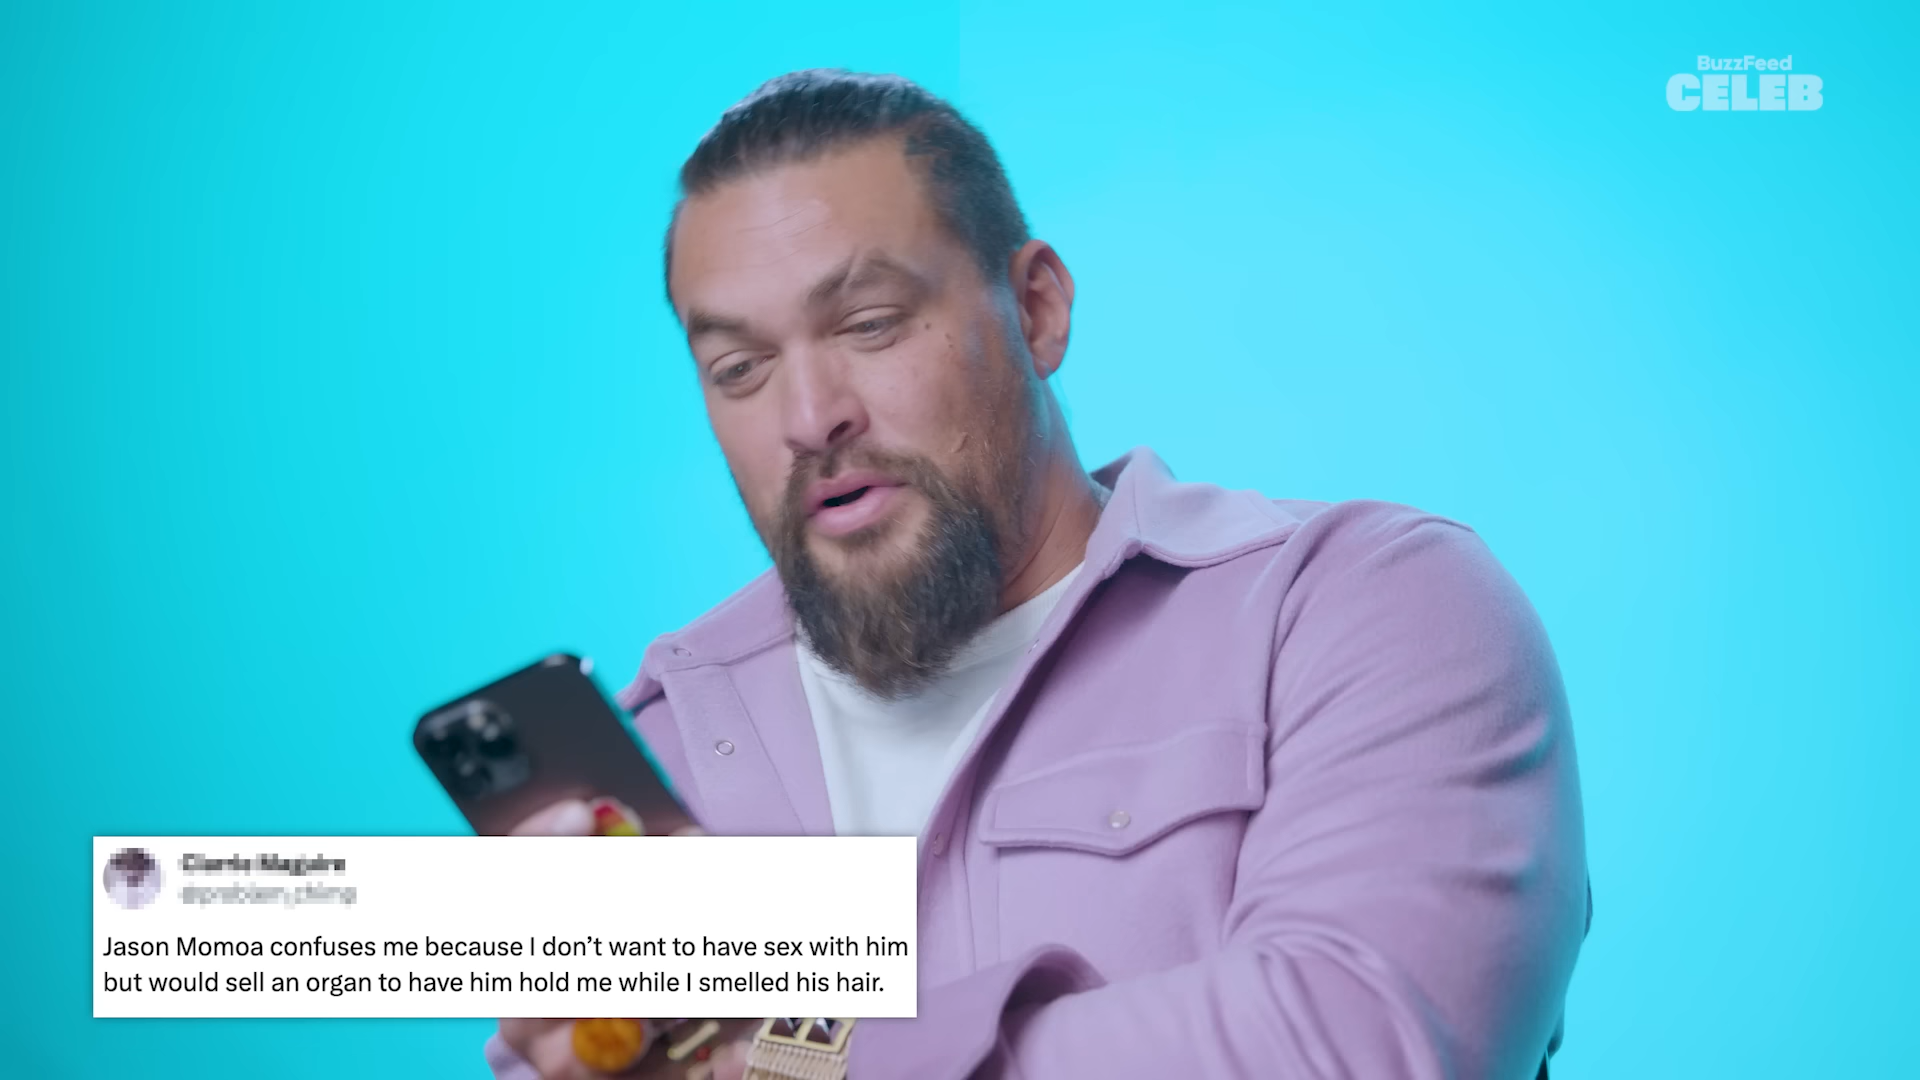 BuzzFeed
CELEB
Jason Momoa confuses me because I don’t want to have sex with him
but would sell an organ to have him hold me while I smelled his hair.